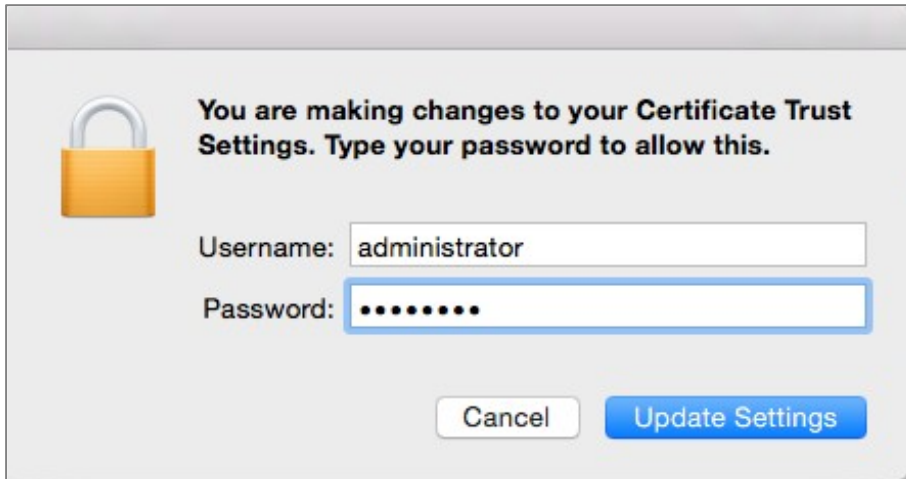 You are making changes to your Certificate Trust
Settings. Type your password to allow this.
Username: administrator
Password: ••••••••
Cancel Update Settings